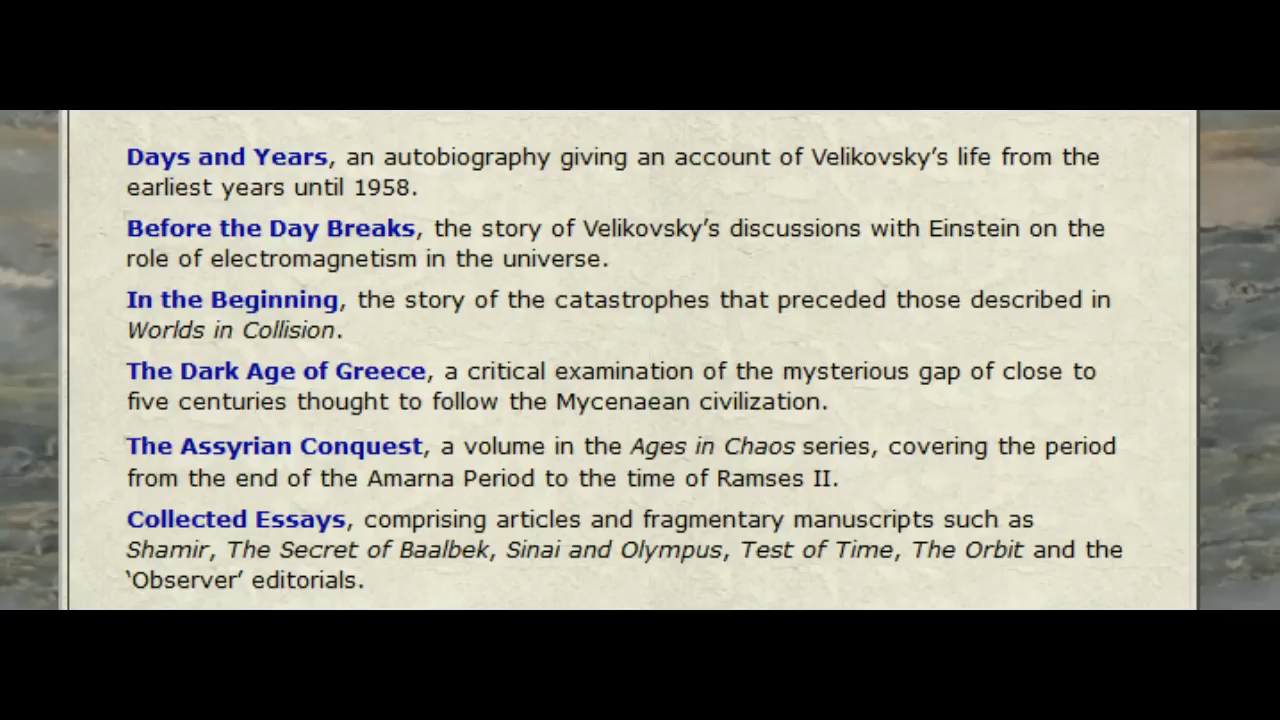 Days and Years, an autobiography giving an account of Velikovsky’s life from the
earliest years until 1958.
Before the Day Breaks, the story of Velikovsky’s discussions with Einstein on the
role of electromagnetism in the universe.
In the Beginning, the story of the catastrophes that preceded those described in
Worlds in Collision.
The Dark Age of Greece, a critical examination of the mysterious gap of close to
five centuries thought to follow the Mycenaean civilization.
The Assyrian Conquest, a volume in the Ages in Chaos series, covering the period
from the end of the Amarna Period to the time of Ramses II.
Collected Essays, comprising articles and fragmentary manuscripts such as
Shamir, The Secret of Baalbek, Sinai and Olympus, Test of Time, The Orbit and the
‛Observer’ editorials.